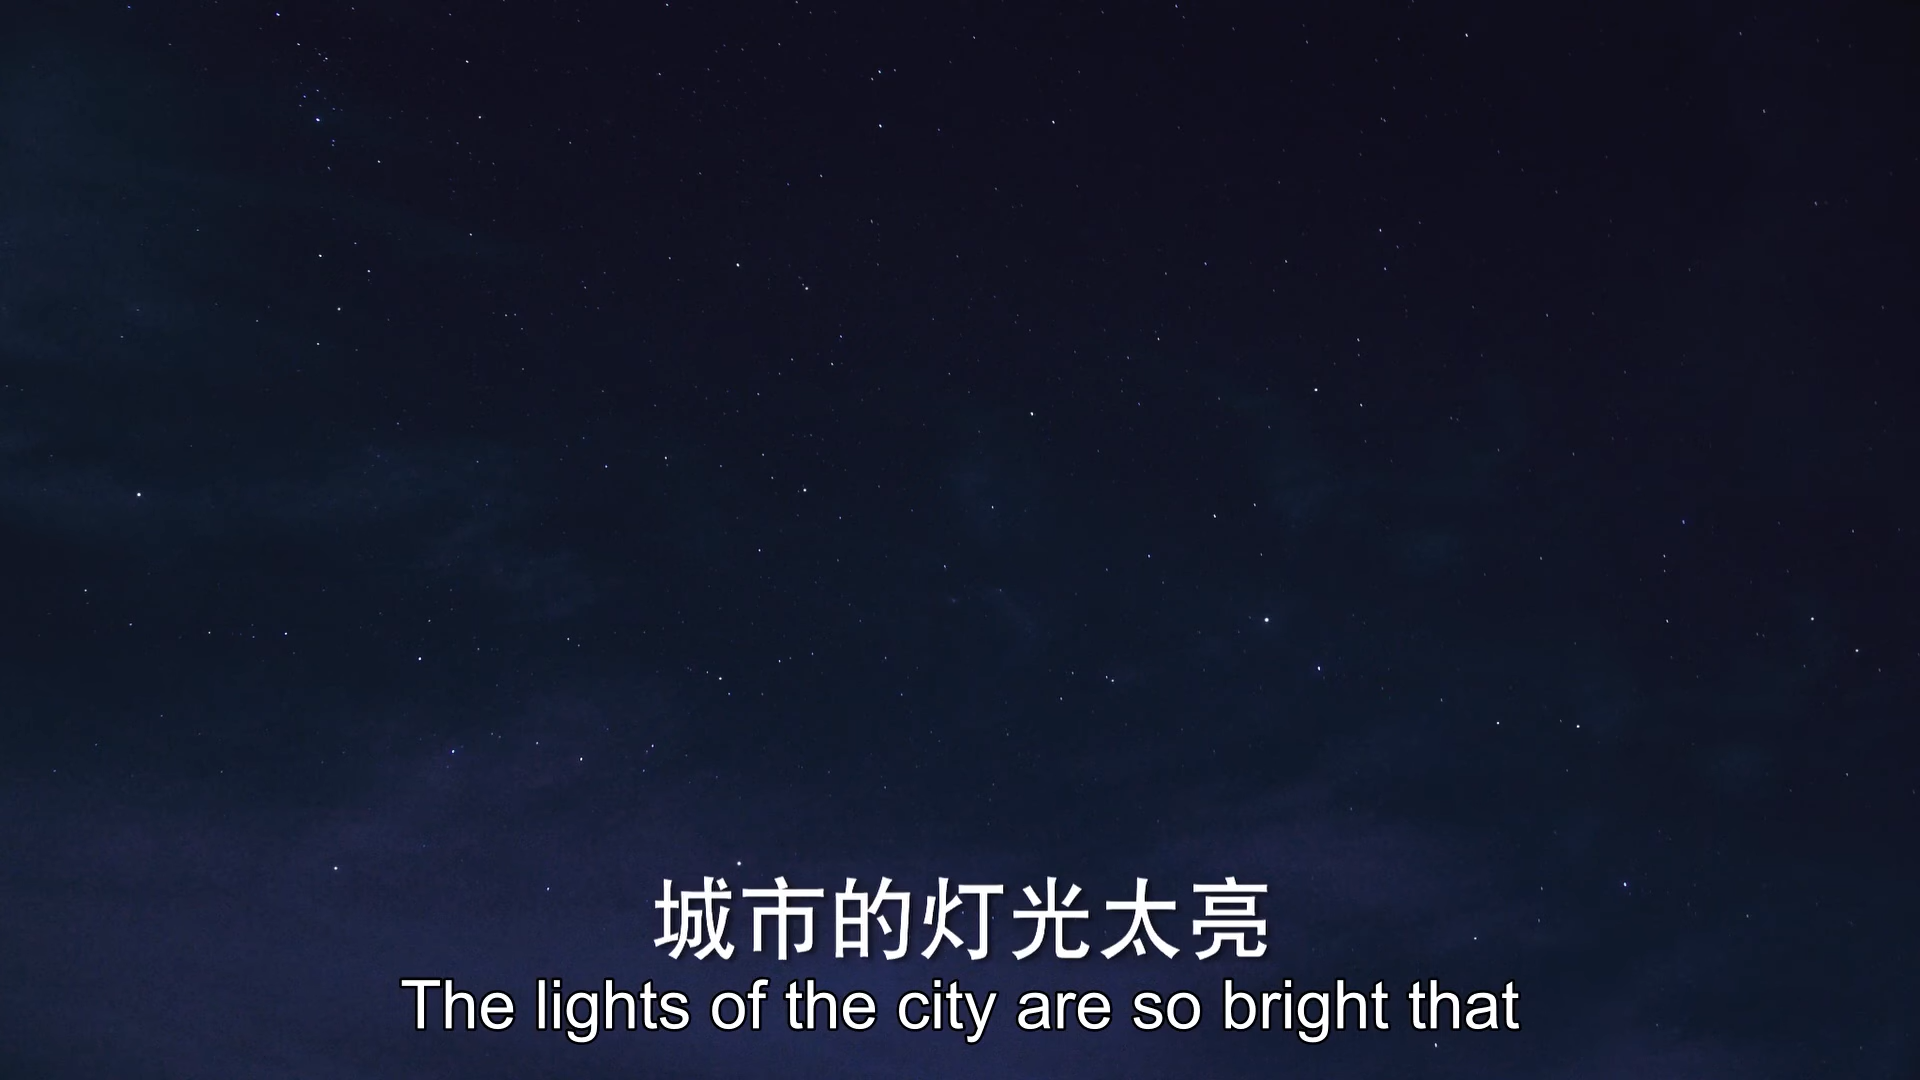 城市的灯光太亮
The lights of the city are so bright that